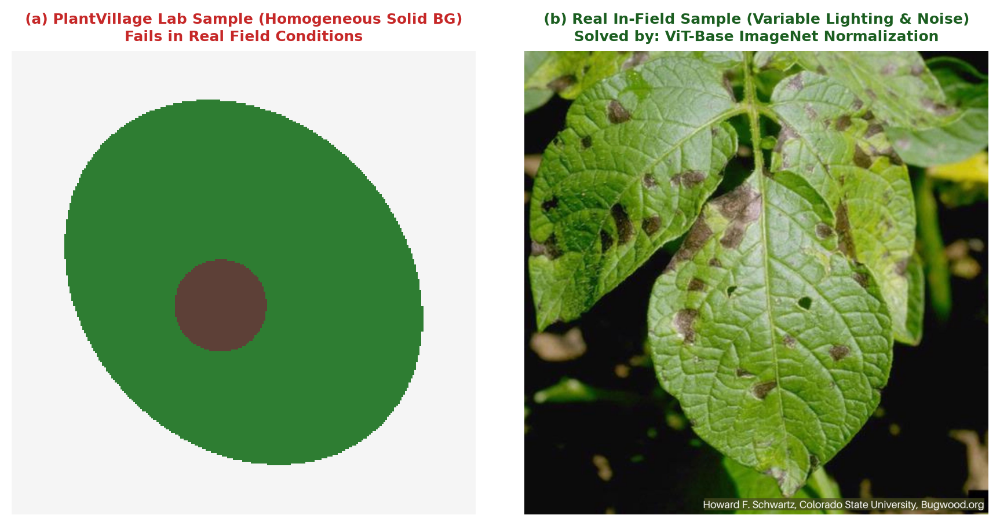 (a) PlantVillage Lab Sample (Homogeneous Solid BG)
Fails in Real Field Conditions
(b) Real In-Field Sample (Variable Lighting & Noise)
Solved by: ViT-Base ImageNet Normalization
Howard F. Schwartz, Colorado State University, Bugwood.org